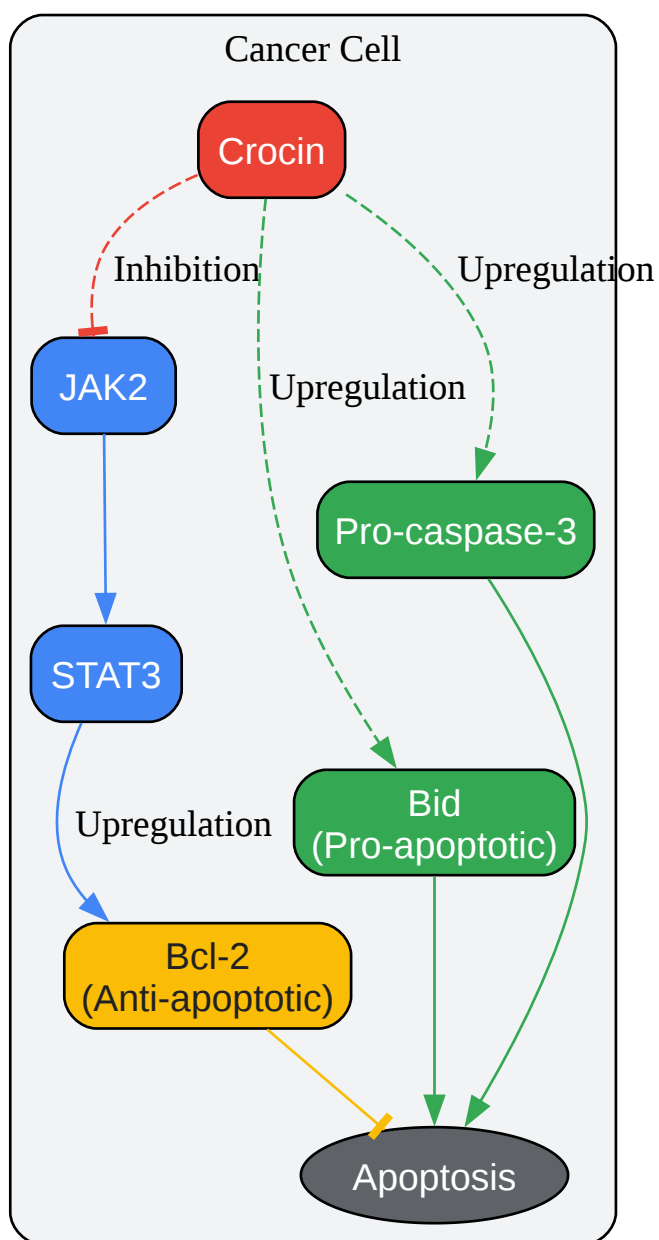 Cancer Cell
Crocin
Inhibition
Upregulation
JAK2
Upregulation
Pro-caspase-3
STAT3
Bid
(Pro-apoptotic)
Upregulation
Bcl-2
(Anti-apoptotic)
Apoptosis